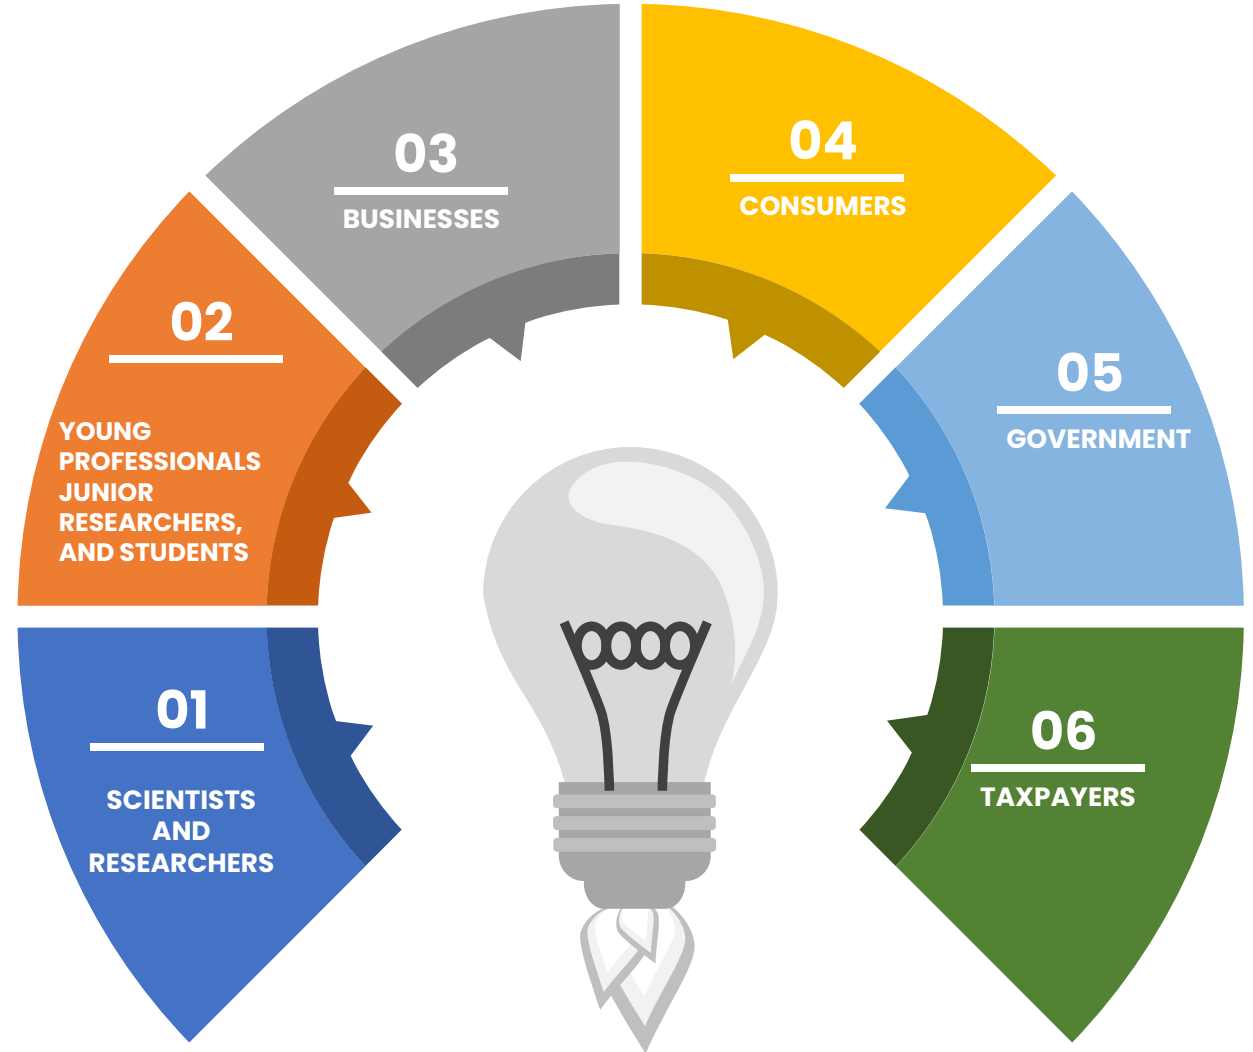 01
SCIENTISTS
AND
RESEARCHERS
02
YOUNG
PROFESSIONALS
JUNIOR
RESEARCHERS,
AND STUDENTS
03
BUSINESSES
04
CONSUMERS
05
GOVERNMENT
06
TAXPAYERS